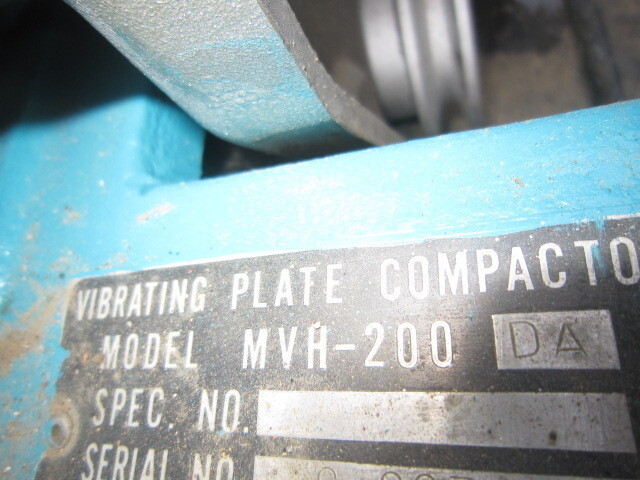 VIBRATING PLATE COMPACTO
MODEL MVH-200 DA
SPEC. NO.
SERIAL NO.